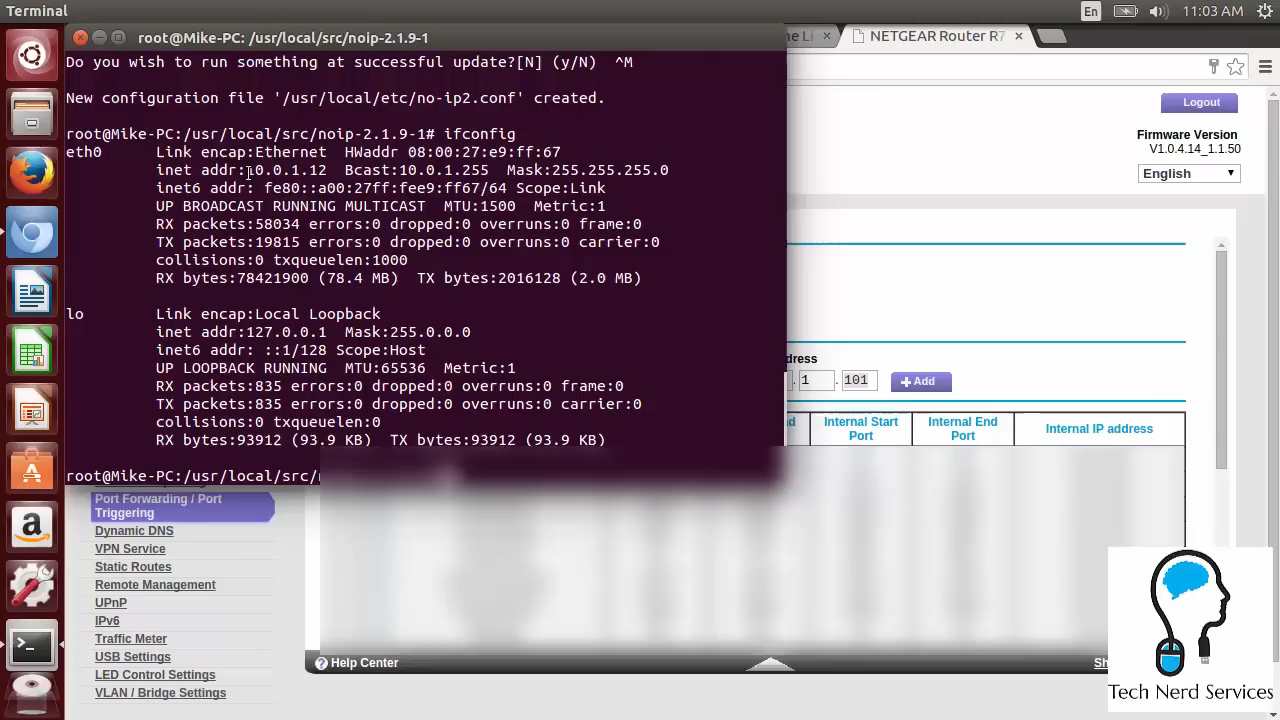 Terminal
En
11:03 AM
root@Mike-PC: /usr/local/src/noip-2.1.9-1
ne Li
NETGEAR Router R7
Do you wish to run something at successful update?[N] (y/N)  ^M
New configuration file '/usr/local/etc/no-ip2.conf' created.
root@Mike-PC:/usr/local/src/noip-2.1.9-1# ifconfig
eth0      Link encap:Ethernet  HWaddr 08:00:27:e9:ff:67
inet addr:10.0.1.12  Bcast:10.0.1.255  Mask:255.255.255.0
inet6 addr: fe80::a00:27ff:fee9:ff67/64 Scope:Link
UP BROADCAST RUNNING MULTICAST  MTU:1500  Metric:1
RX packets:58034 errors:0 dropped:0 overruns:0 frame:0
TX packets:19815 errors:0 dropped:0 overruns:0 carrier:0
collisions:0 txqueuelen:1000
RX bytes:78421900 (78.4 MB)  TX bytes:2016128 (2.0 MB)
lo        Link encap:Local Loopback
inet addr:127.0.0.1  Mask:255.0.0.0
inet6 addr: ::1/128 Scope:Host
UP LOOPBACK RUNNING  MTU:65536  Metric:1
RX packets:835 errors:0 dropped:0 overruns:0 frame:0
TX packets:835 errors:0 dropped:0 overruns:0 carrier:0
collisions:0 txqueuelen:0
RX bytes:93912 (93.9 KB)  TX bytes:93912 (93.9 KB)
root@Mike-PC:/usr/local/src/
Logout
Firmware Version
V1.0.4.14_1.1.50
English
dress
. 1 . 101
+ Add
Internal Start Port
Internal End Port
Internal IP address
Port Forwarding / Port
Triggering
Dynamic DNS
VPN Service
Static Routes
Remote Management
UPnP
IPv6
Traffic Meter
USB Settings
LED Control Settings
VLAN / Bridge Settings
Help Center
Sh
Tech Nerd Services